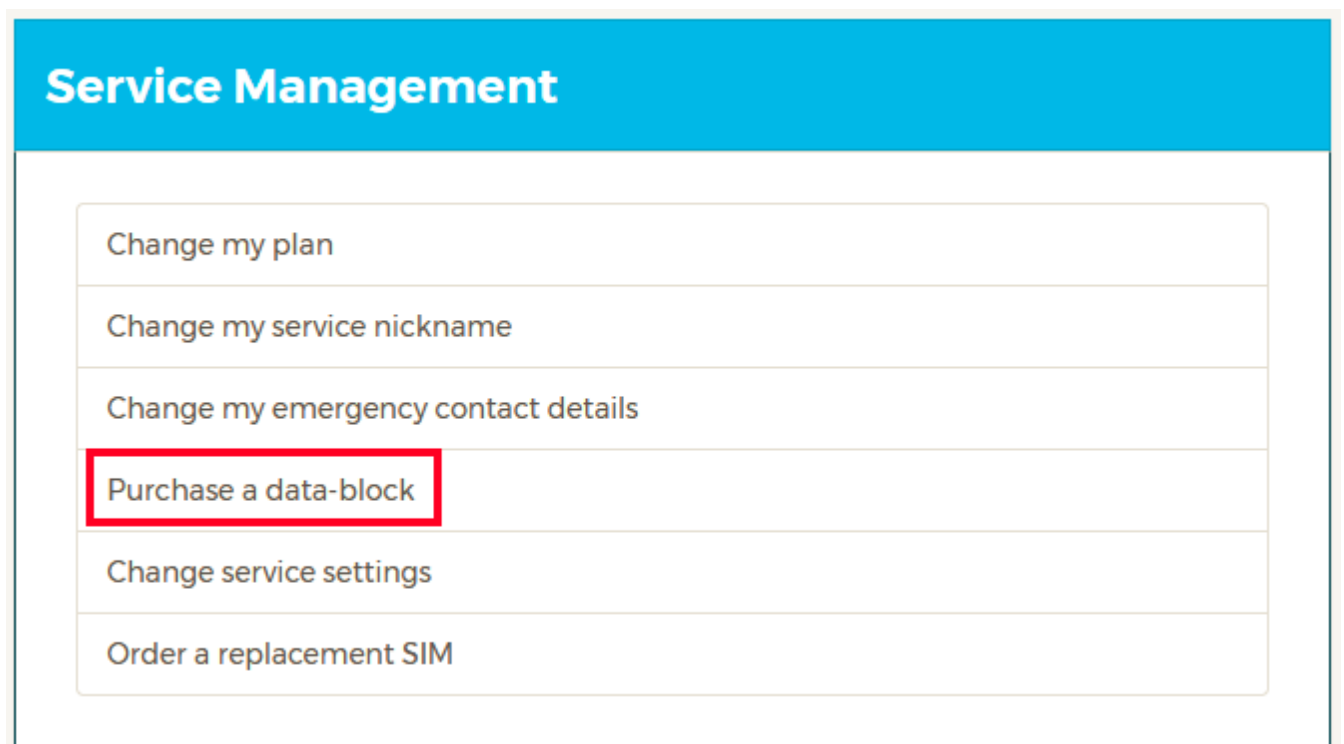 Service Management
Change my plan
Change my service nickname
Change my emergency contact details
Purchase a data-block
Change service settings
Order a replacement SIM